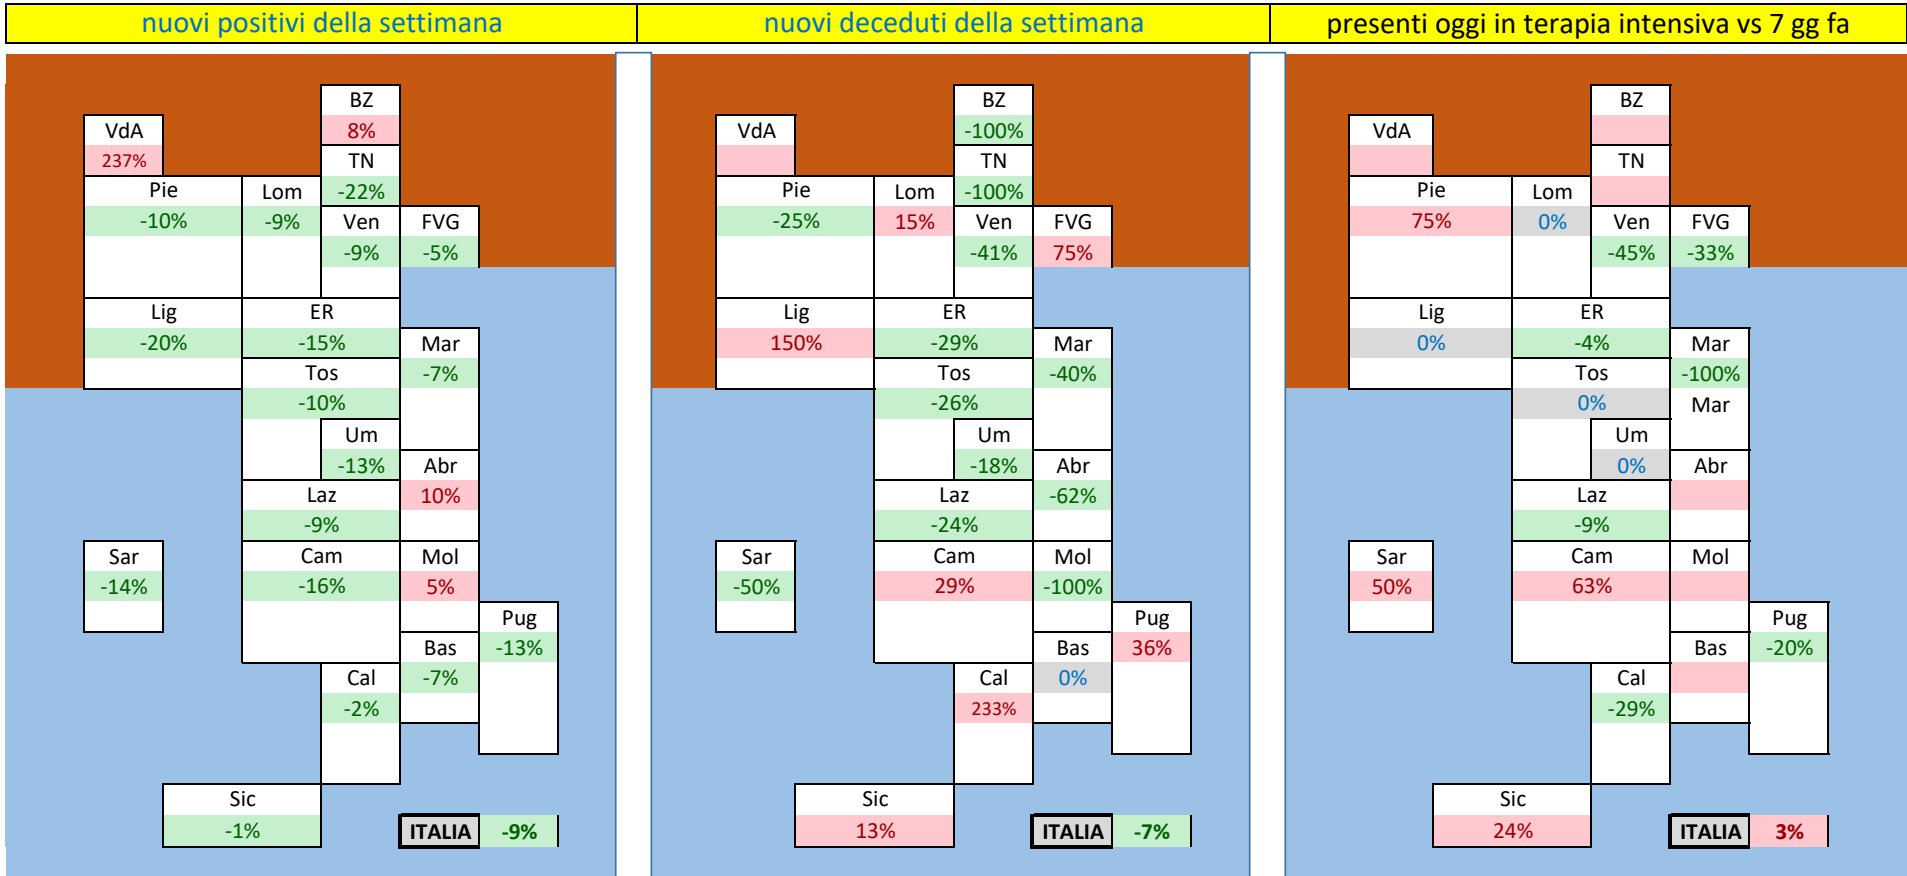 nuovi positivi della settimana
BZ
VdA 8%
237% TN
Pie Lom -22%
-10% -9% Ven FVG
-9% -5%
Lig ER
-20% -15% Mar
Tos -7%
-10%
Um
-13% Abr
Laz 10%
-9%
Sar Cam Mol
-14% -16% 5%
Pug
Bas -13%
Cal -7%
-2%
Sic
-1% ITALIA -9%
nuovi deceduti della settimana
BZ
VdA -100%
TN
Pie Lom -100%
-25% 15% Ven FVG
-41% 75%
Lig ER
150% -29% Mar
Tos -40%
-26%
Um
-18% Abr
Laz -62%
-24%
Sar Cam Mol
-50% 29% -100%
Pug
Bas 36%
Cal 0%
233%
Sic
13% ITALIA -7%
presenti oggi in terapia intensiva vs 7 gg fa
BZ
VdA
TN
Pie Lom
75% 0% Ven FVG
-45% -33%
Lig ER
0% -4% Mar
Tos -100%
0% Mar
Um
0% Abr
Laz
-9%
Sar Cam Mol
50% 63%
Pug
Bas -20%
Cal
-29%
Sic
24% ITALIA 3%